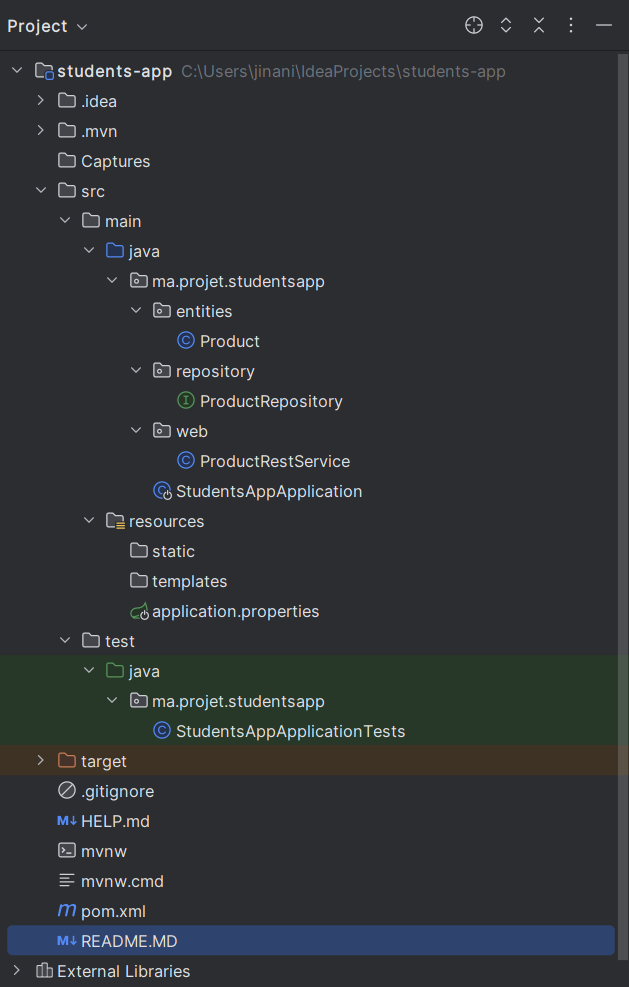 Project
students-app C:\Users\jinani\IdeaProjects\students-app
.idea
.mvn
Captures
src
main
java
ma.projet.studentsapp
entities
Product
repository
ProductRepository
web
ProductRestService
StudentsAppApplication
resources
static
templates
application.properties
test
java
ma.projet.studentsapp
StudentsAppApplicationTests
target
.gitignore
HELP.md
mvnw
mvnw.cmd
pom.xml
README.MD
External Libraries